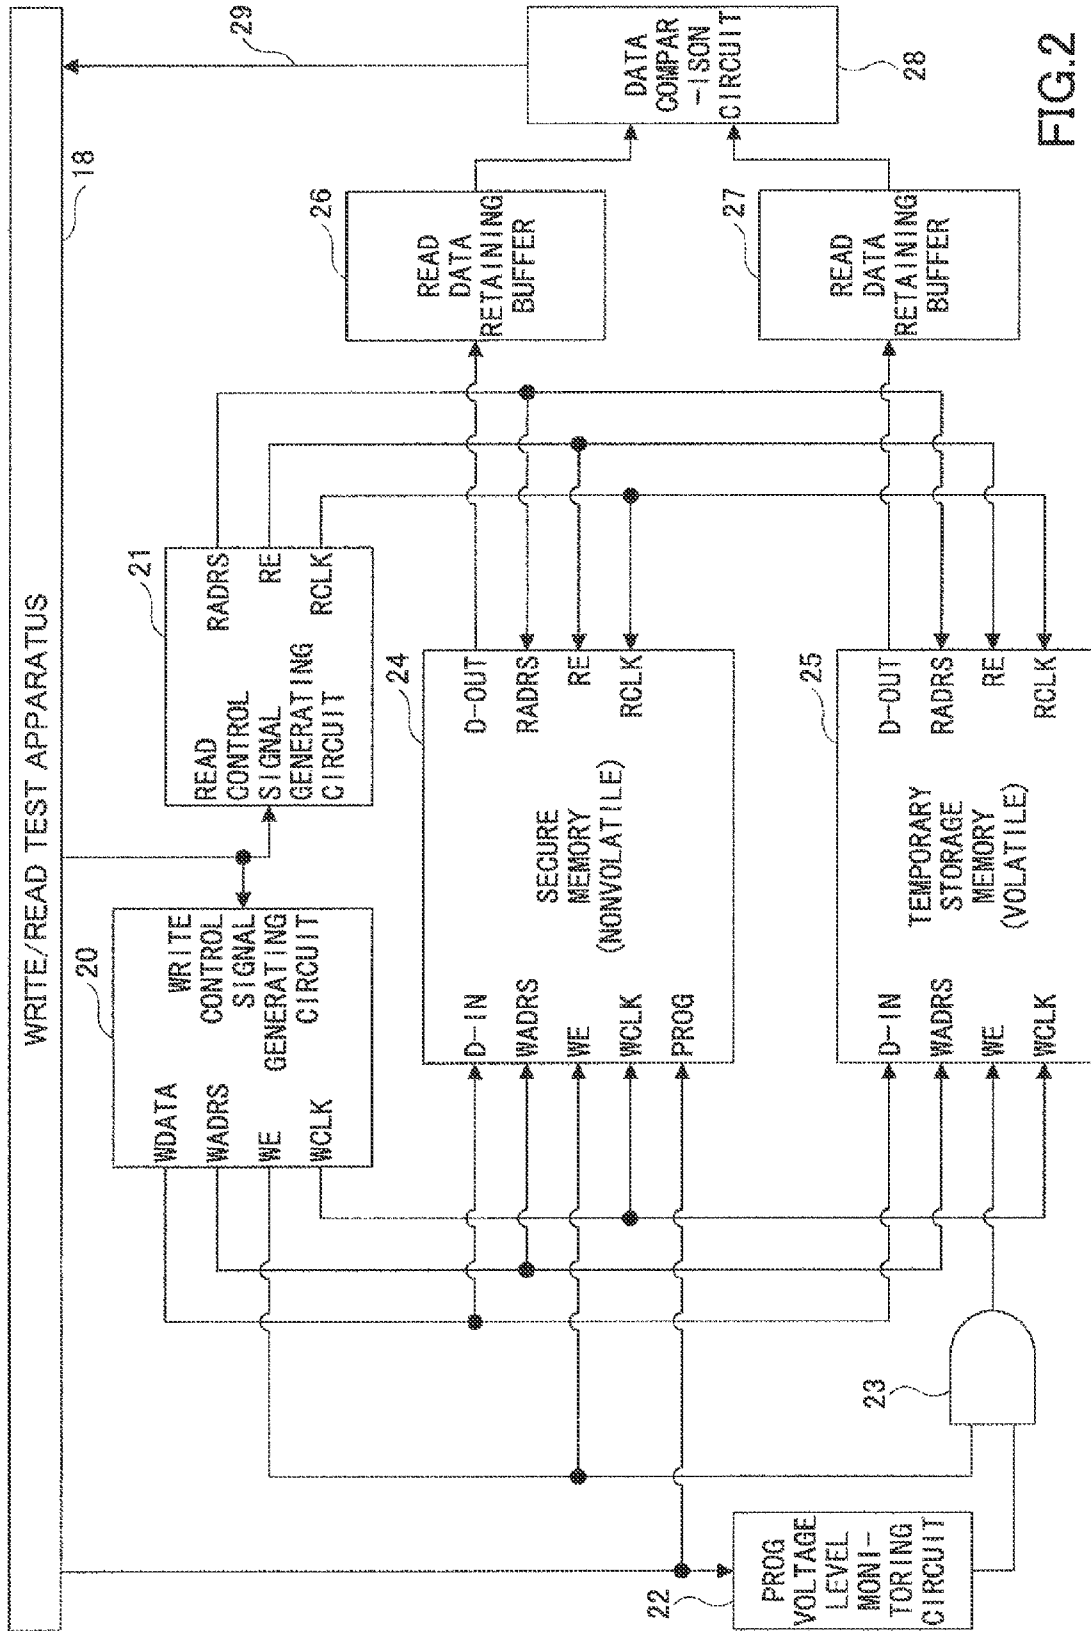 WRITE/READ TEST APPARATUS
18
29
20
WDATA
WADRS
WE
WCLK
WRITE
CONTROL
SIGNAL
GENERATING
CIRCUIT
21
READ
CONTROL
SIGNAL
GENERATING
CIRCUIT
RADRS
RE
RCLK
26
READ
DATA
RETAINING
BUFFER
DATA
COMPAR
-ISON
CIRCUIT
28
24
D-IN
WADRS
WE
WCLK
PROG
SECURE
MEMORY
(NONVOLATILE)
D-OUT
RADRS
RE
RCLK
27
READ
DATA
RETAINING
BUFFER
22
PROG
VOLTAGE
LEVEL
MONI-
TORING
CIRCUIT
23
25
D-IN
WADRS
WE
WCLK
TEMPORARY
STORAGE
MEMORY
(VOLATILE)
D-OUT
RADRS
RE
RCLK
FIG.2